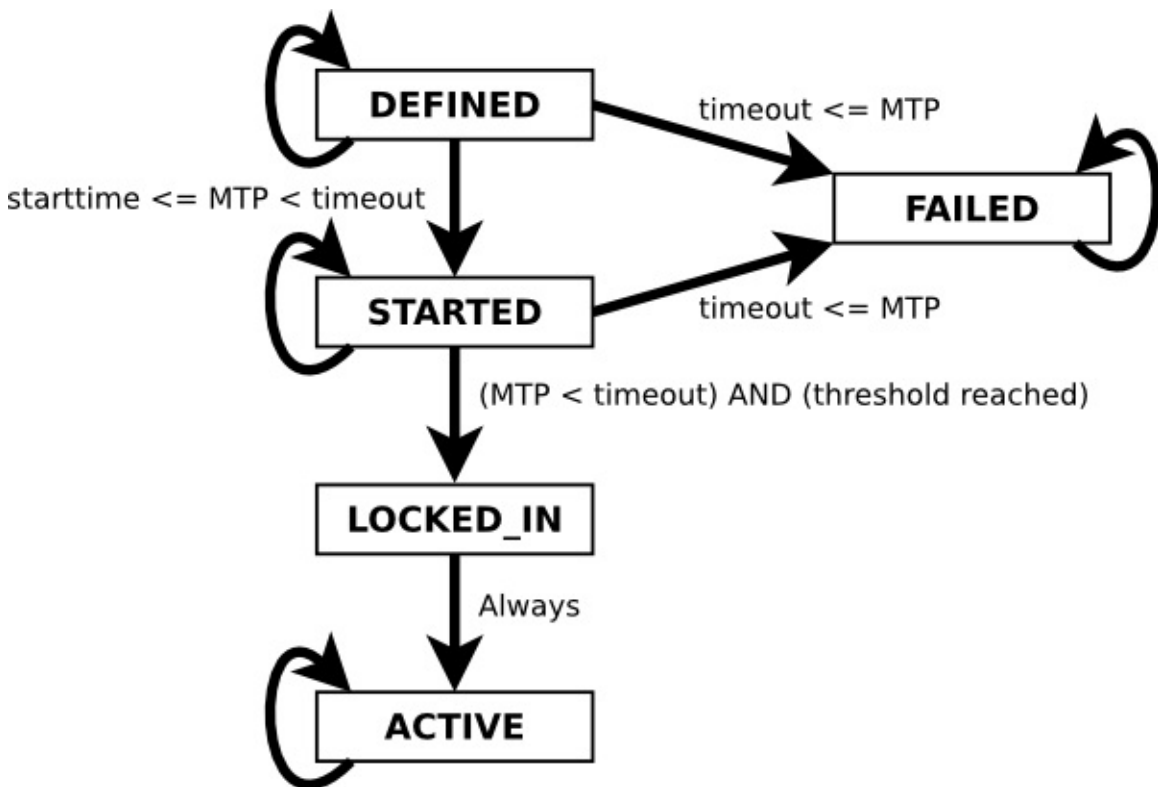 DEFINED
timeout <= MTP
starttime <= MTP < timeout
FAILED
STARTED
timeout <= MTP
(MTP < timeout) AND (threshold reached)
LOCKED_IN
Always
ACTIVE